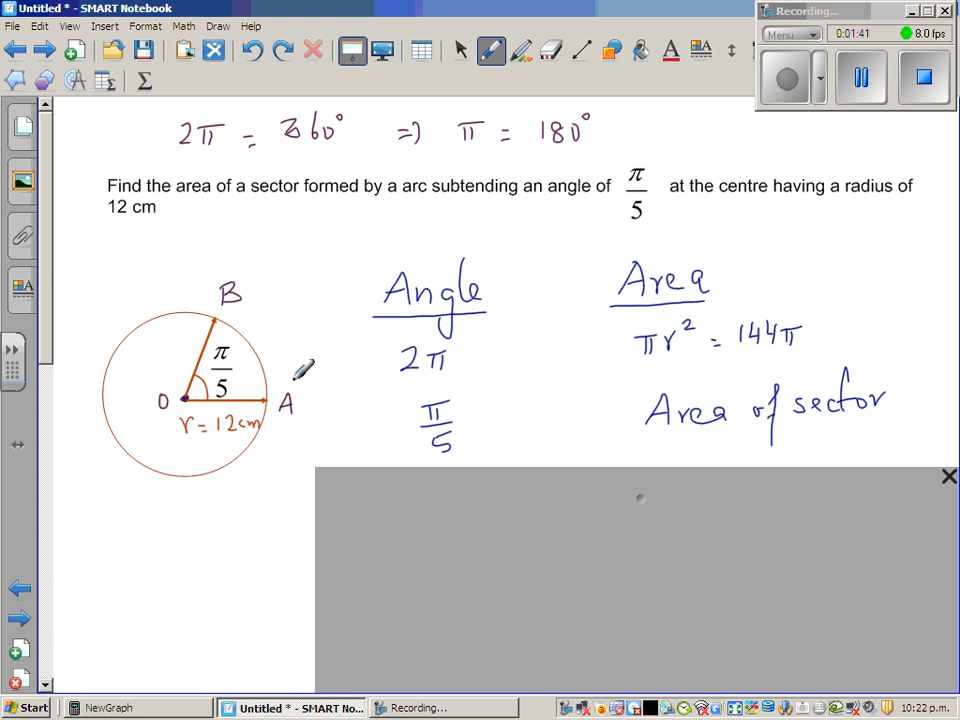 Untitled * - SMART Notebook
Recording...
File Edit View Insert Format Math Draw Help
Menu
0:01:41
8.0 fps
2π = 360° => π = 180°
Find the area of a sector formed by a arc subtending an angle of π/5 at the centre having a radius of
12 cm
Angle Area
B
2π πr² = 144π
π/5
O A
r = 12cm
π/5 Area of sector
Start NewGraph Untitled * - SMART No... Recording... 10:22 p.m.